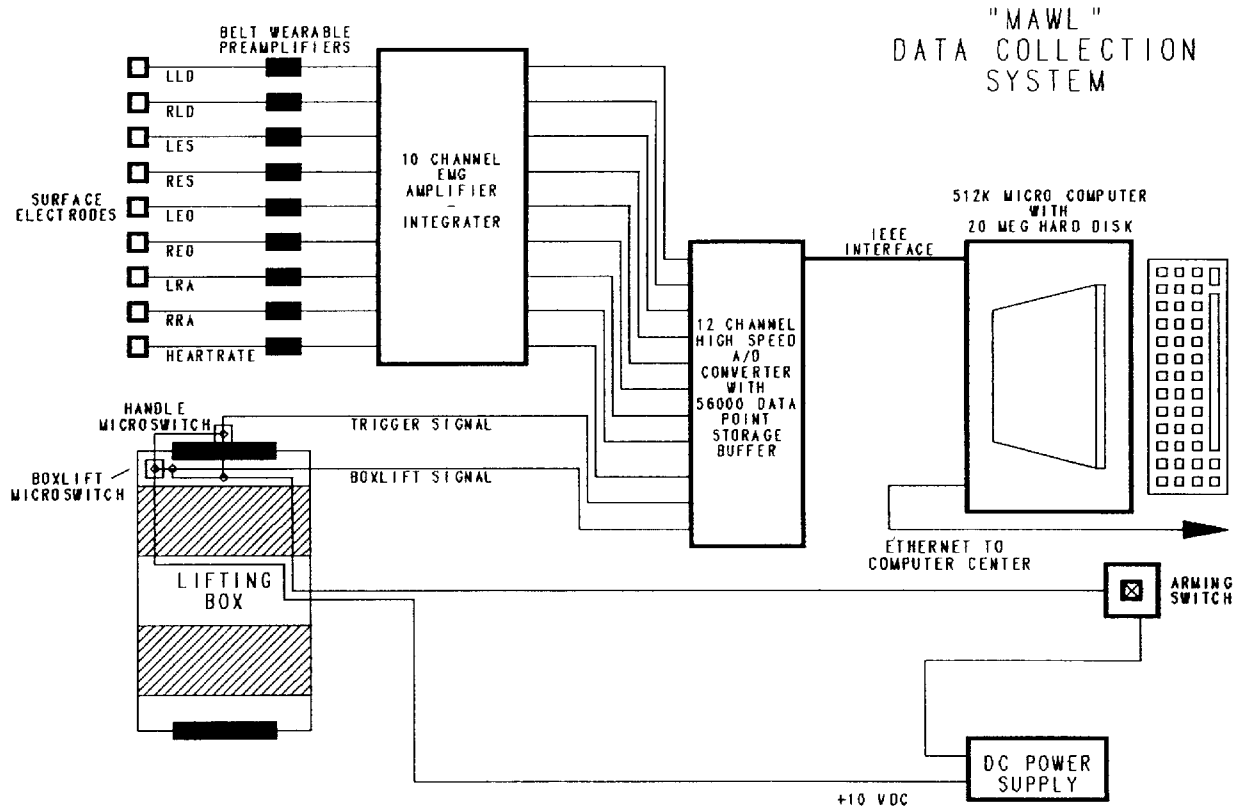 "MAWL"
DATA COLLECTION
SYSTEM
BELT WEARABLE
PREAMPLIFIERS
LLD
RLD
LES
RES
LEO
REO
LRA
RRA
HEARTRATE
SURFACE
ELECTRODES
10 CHANNEL
EMG
AMPLIFIER
-
INTEGRATER
512K MICRO COMPUTER
WITH
20 MEG HARD DISK
IEEE
INTERFACE
12 CHANNEL
HIGH SPEED
A/D
CONVERTER
WITH
56000 DATA
POINT
STORAGE
BUFFER
HANDLE
MICROSWITCH
TRIGGER SIGNAL
BOXLIFT SIGNAL
BOXLIFT
MICROSWITCH
ETHERNET TO
COMPUTER CENTER
LIFTING
BOX
ARMING
SWITCH
DC POWER
SUPPLY
+10 VDC